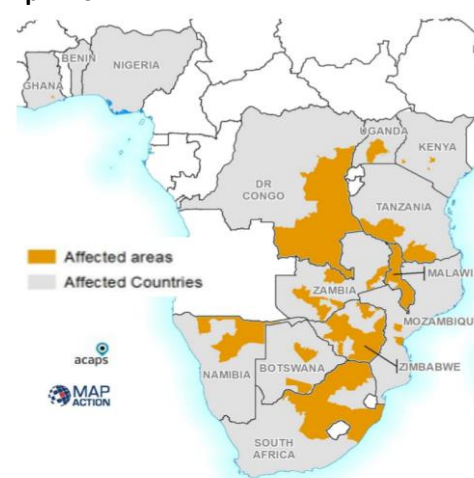 BENIN
NIGERIA
GHANA
UGANDA
KENYA
DR
CONGO
TANZANIA
Affected areas
Affected Countries
MALAWI
ZAMBIA
MOZAMBIQUE
acaps
ZIMBABWE
NAMIBIA
BOTSWANA
MAP
ACTION
SOUTH
AFRICA